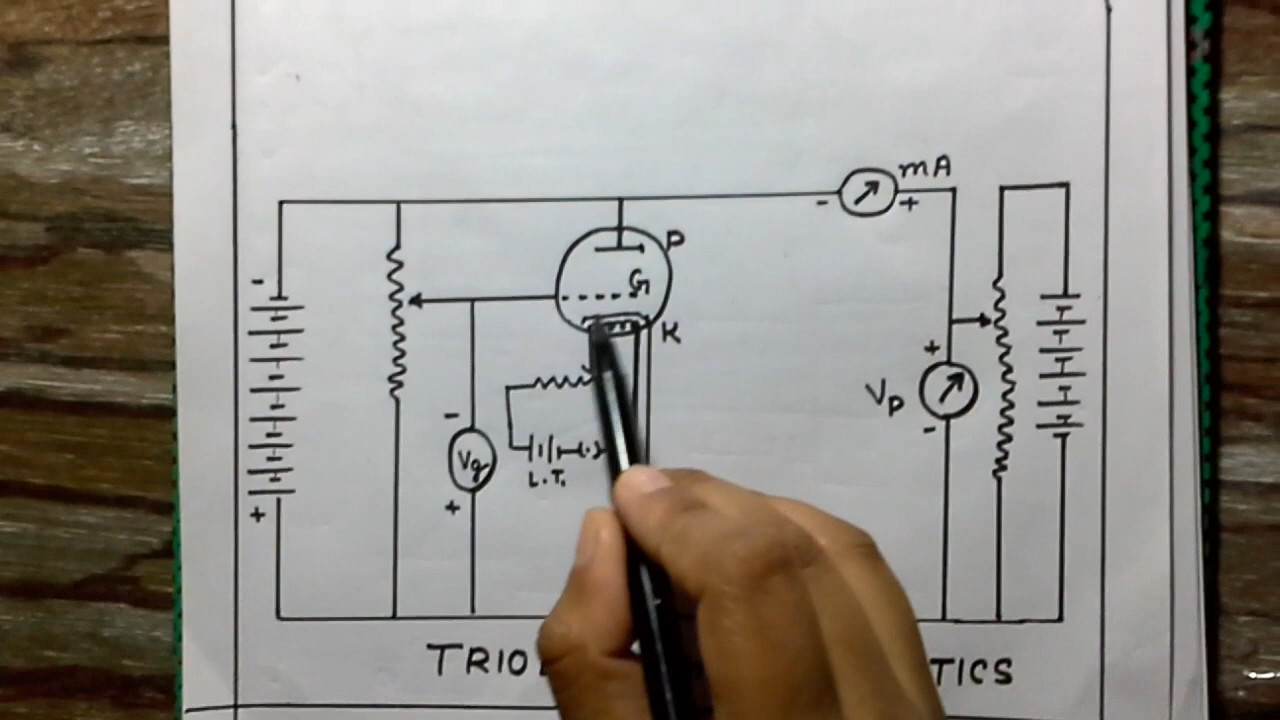 mA
- +
P
-
G
K
+
Vp
- -
Vg
L.T.
+ +
TRIO TICS